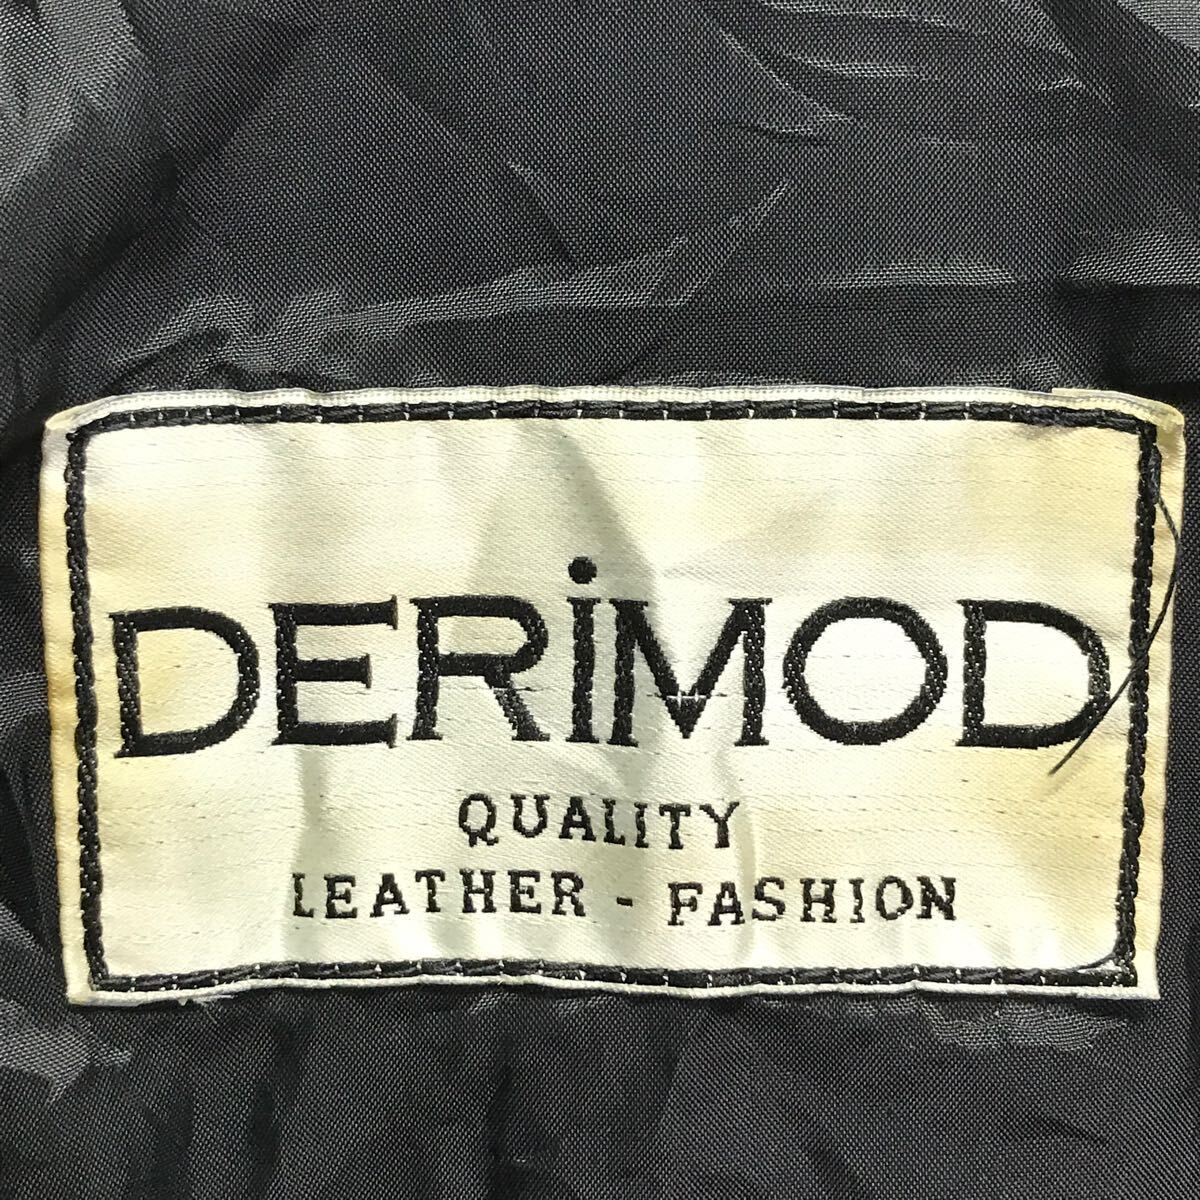 DERiMOD
QUALITY
LEATHER - FASHION